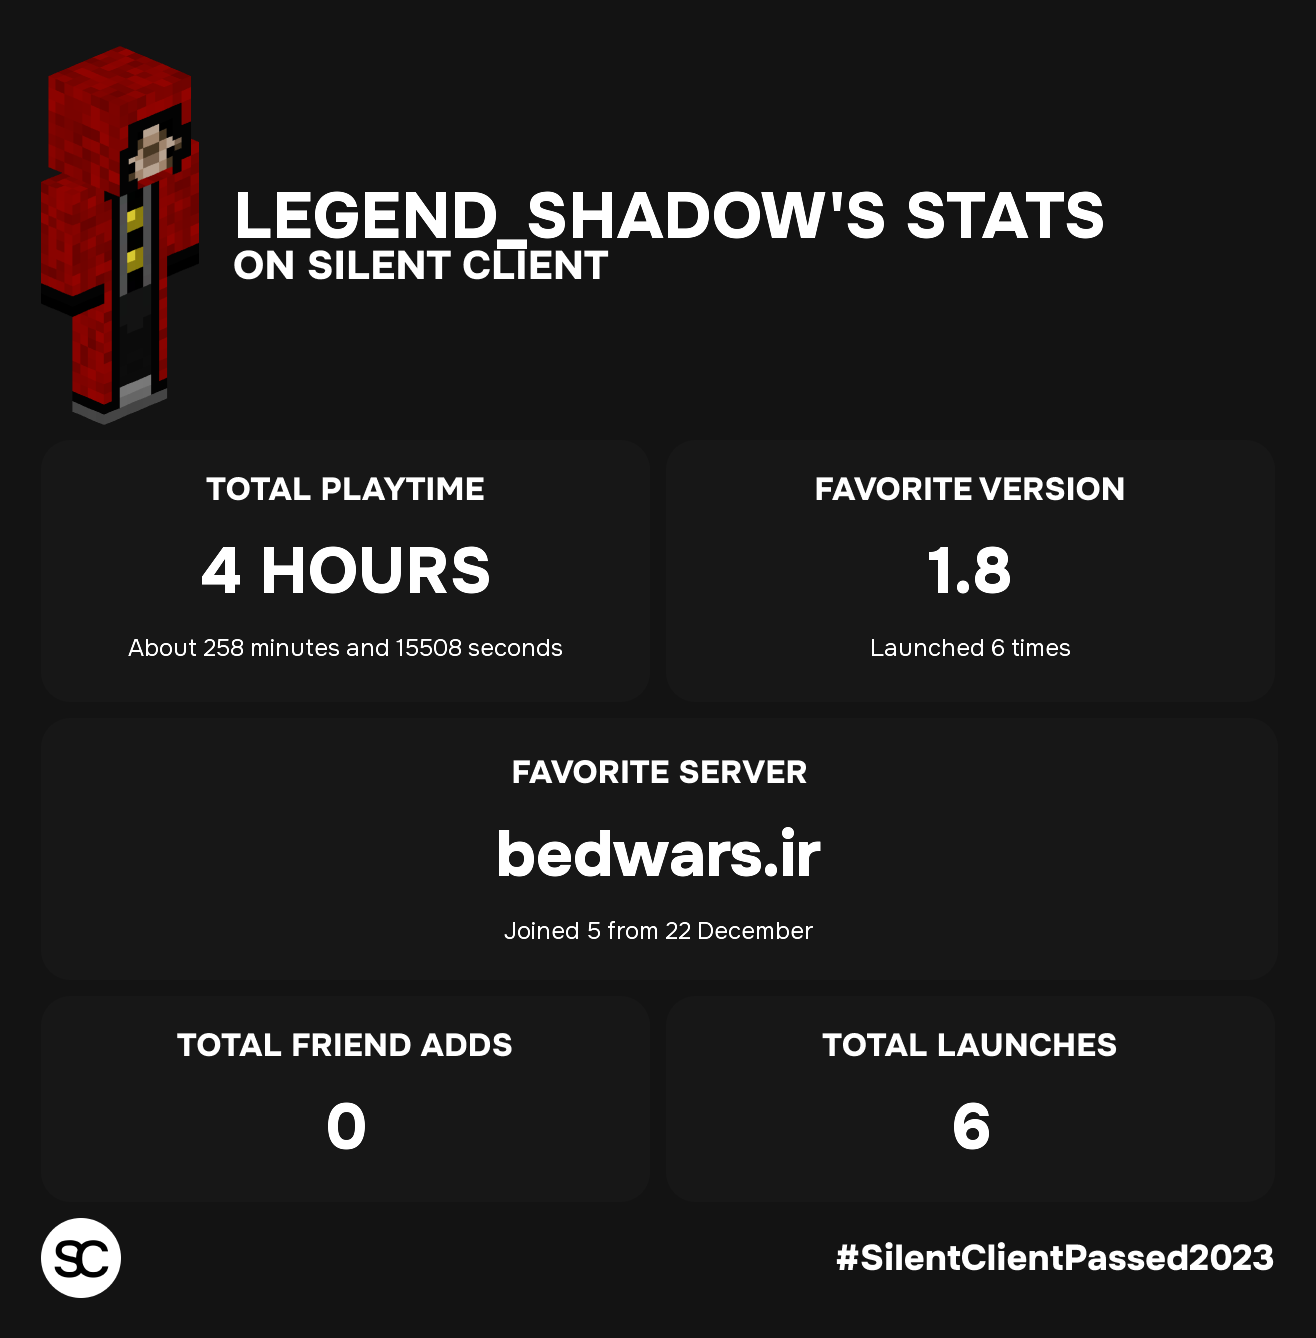 LEGEND_SHADOW'S STATS
ON SILENT CLIENT
TOTAL PLAYTIME
4 HOURS
About 258 minutes and 15508 seconds
FAVORITE VERSION
1.8
Launched 6 times
FAVORITE SERVER
bedwars.ir
Joined 5 from 22 December
TOTAL FRIEND ADDS
0
TOTAL LAUNCHES
6
SC
#SilentClientPassed2023